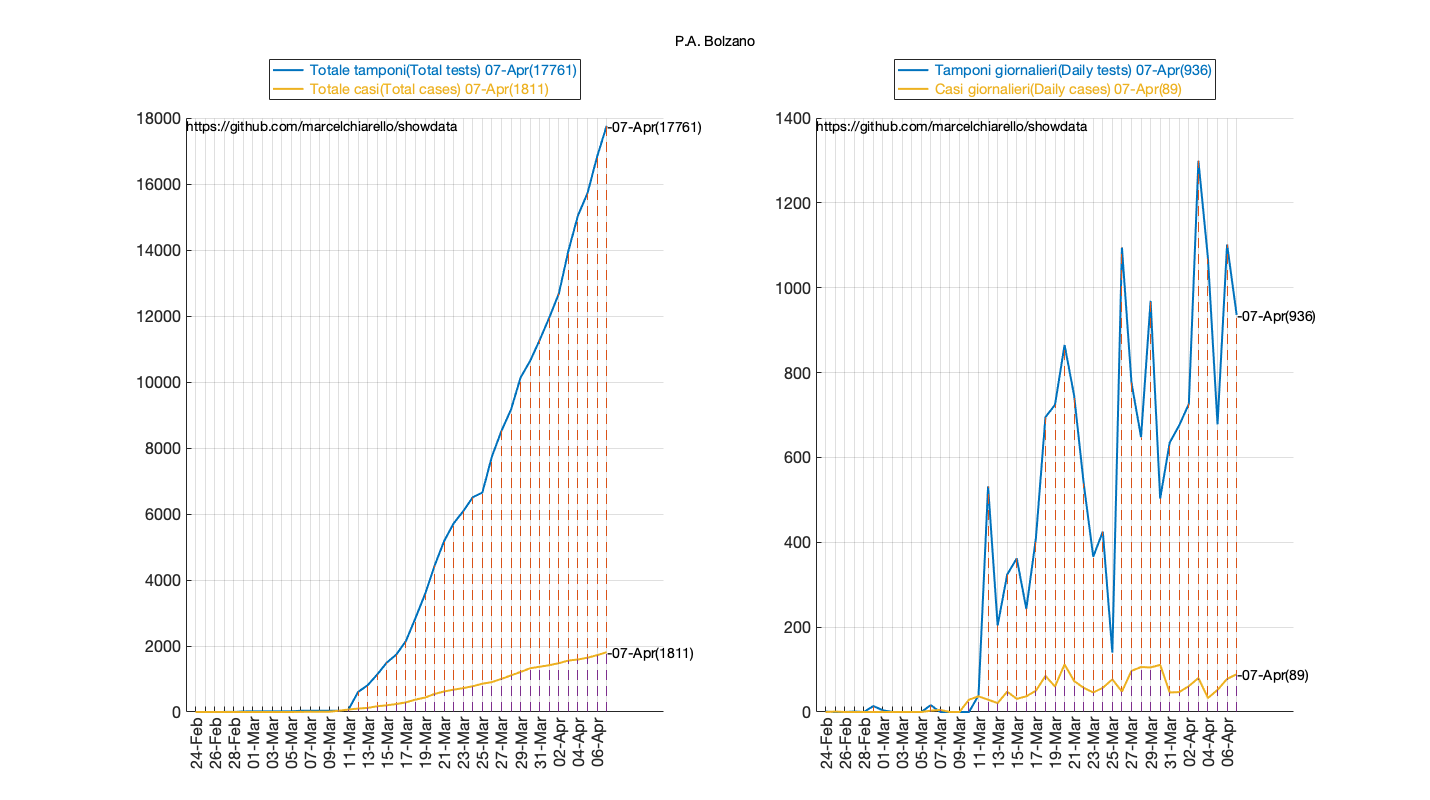 P.A. Bolzano
Totale tamponi(Total tests) 07-Apr(17761)
Totale casi(Total cases) 07-Apr(1811)
18000
16000
14000
12000
10000
8000
6000
4000
2000
0
https://github.com/marcelchiarello/showdata
-07-Apr(17761)
-07-Apr(1811)
24-Feb
26-Feb
28-Feb
01-Mar
03-Mar
05-Mar
07-Mar
09-Mar
11-Mar
13-Mar
15-Mar
17-Mar
19-Mar
21-Mar
23-Mar
25-Mar
27-Mar
29-Mar
31-Mar
02-Apr
04-Apr
06-Apr
Tamponi giornalieri(Daily tests) 07-Apr(936)
Casi giornalieri(Daily cases) 07-Apr(89)
1400
1200
1000
800
600
400
200
0
https://github.com/marcelchiarello/showdata
-07-Apr(936)
-07-Apr(89)
24-Feb
26-Feb
28-Feb
01-Mar
03-Mar
05-Mar
07-Mar
09-Mar
11-Mar
13-Mar
15-Mar
17-Mar
19-Mar
21-Mar
23-Mar
25-Mar
27-Mar
29-Mar
31-Mar
02-Apr
04-Apr
06-Apr